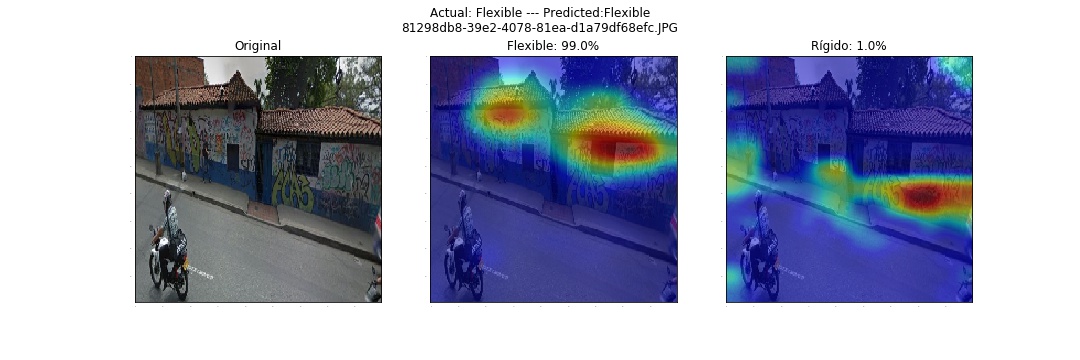 Actual: Flexible --- Predicted:Flexible
81298db8-39e2-4078-81ea-d1a79df68efc.JPG
Original
Flexible: 99.0%
Rígido: 1.0%